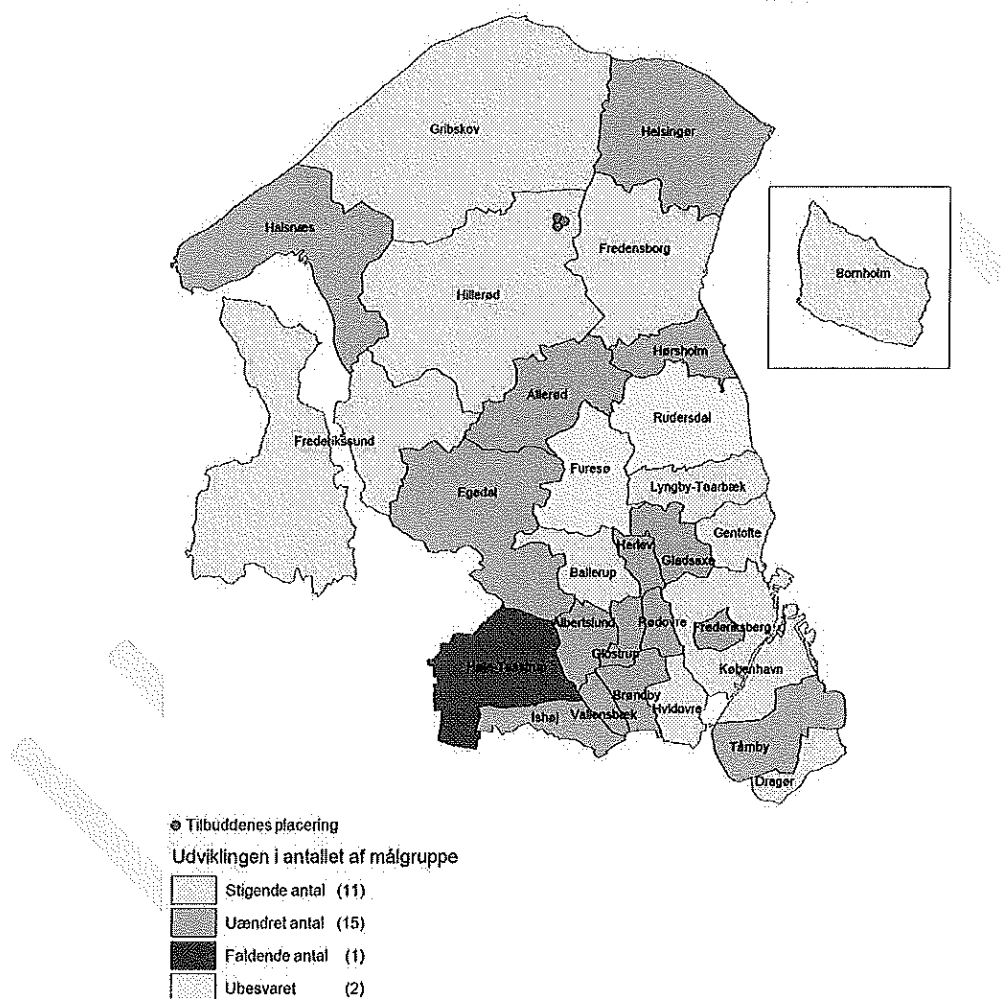 Gribskov
Helsingør
Halsnæs
Fredensborg
Bornholm
Hillerød
Hørsholm
Allerød
Rudersdal
Frederikssund
Furesø
Egedal
Lyngby-Taarbæk
Gentofte
Herlev
Gladsaxe
Ballerup
Albertslund
Rødovre
Frederiksberg
Glostrup
København
Høje-Taastrup
Brøndby
Ishøj
Vallensbæk
Hvidovre
Tårnby
Dragør
Tilbuddenes placering
Udviklingen i antallet af målgruppe
Stigende antal (11)
Uændret antal (15)
Faldende antal (1)
Ubesvaret (2)